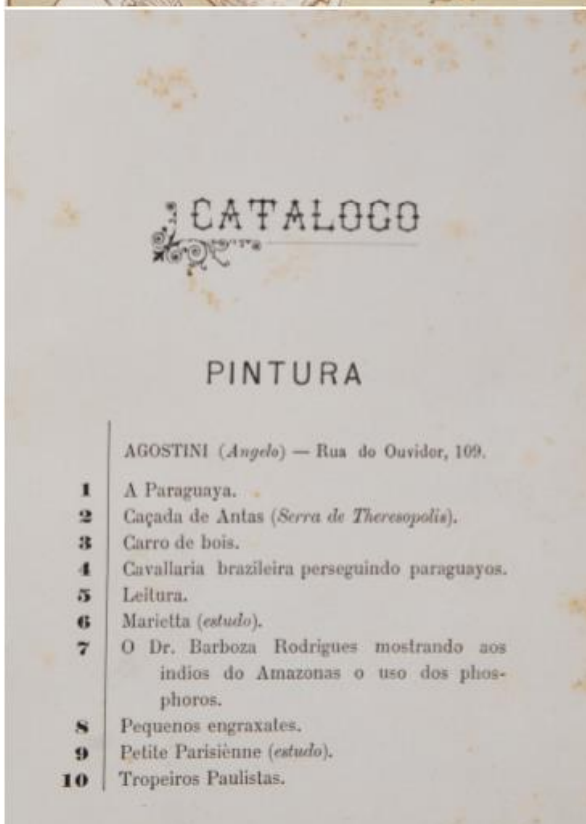 CATALOGO
PINTURA
AGOSTINI (Angelo) — Rua do Ouvidor, 109.
1 A Paraguaya.
2 Caçada de Antas (Serra de Theresopolis).
3 Carro de bois.
4 Cavallaria brazileira perseguindo paraguayos.
5 Leitura.
6 Marietta (estudo).
7 O Dr. Barboza Rodrigues mostrando aos
indios do Amazonas o uso dos phos-
phoros.
8 Pequenos engraxates.
9 Petite Parisiènne (estudo).
10 Tropeiros Paulistas.